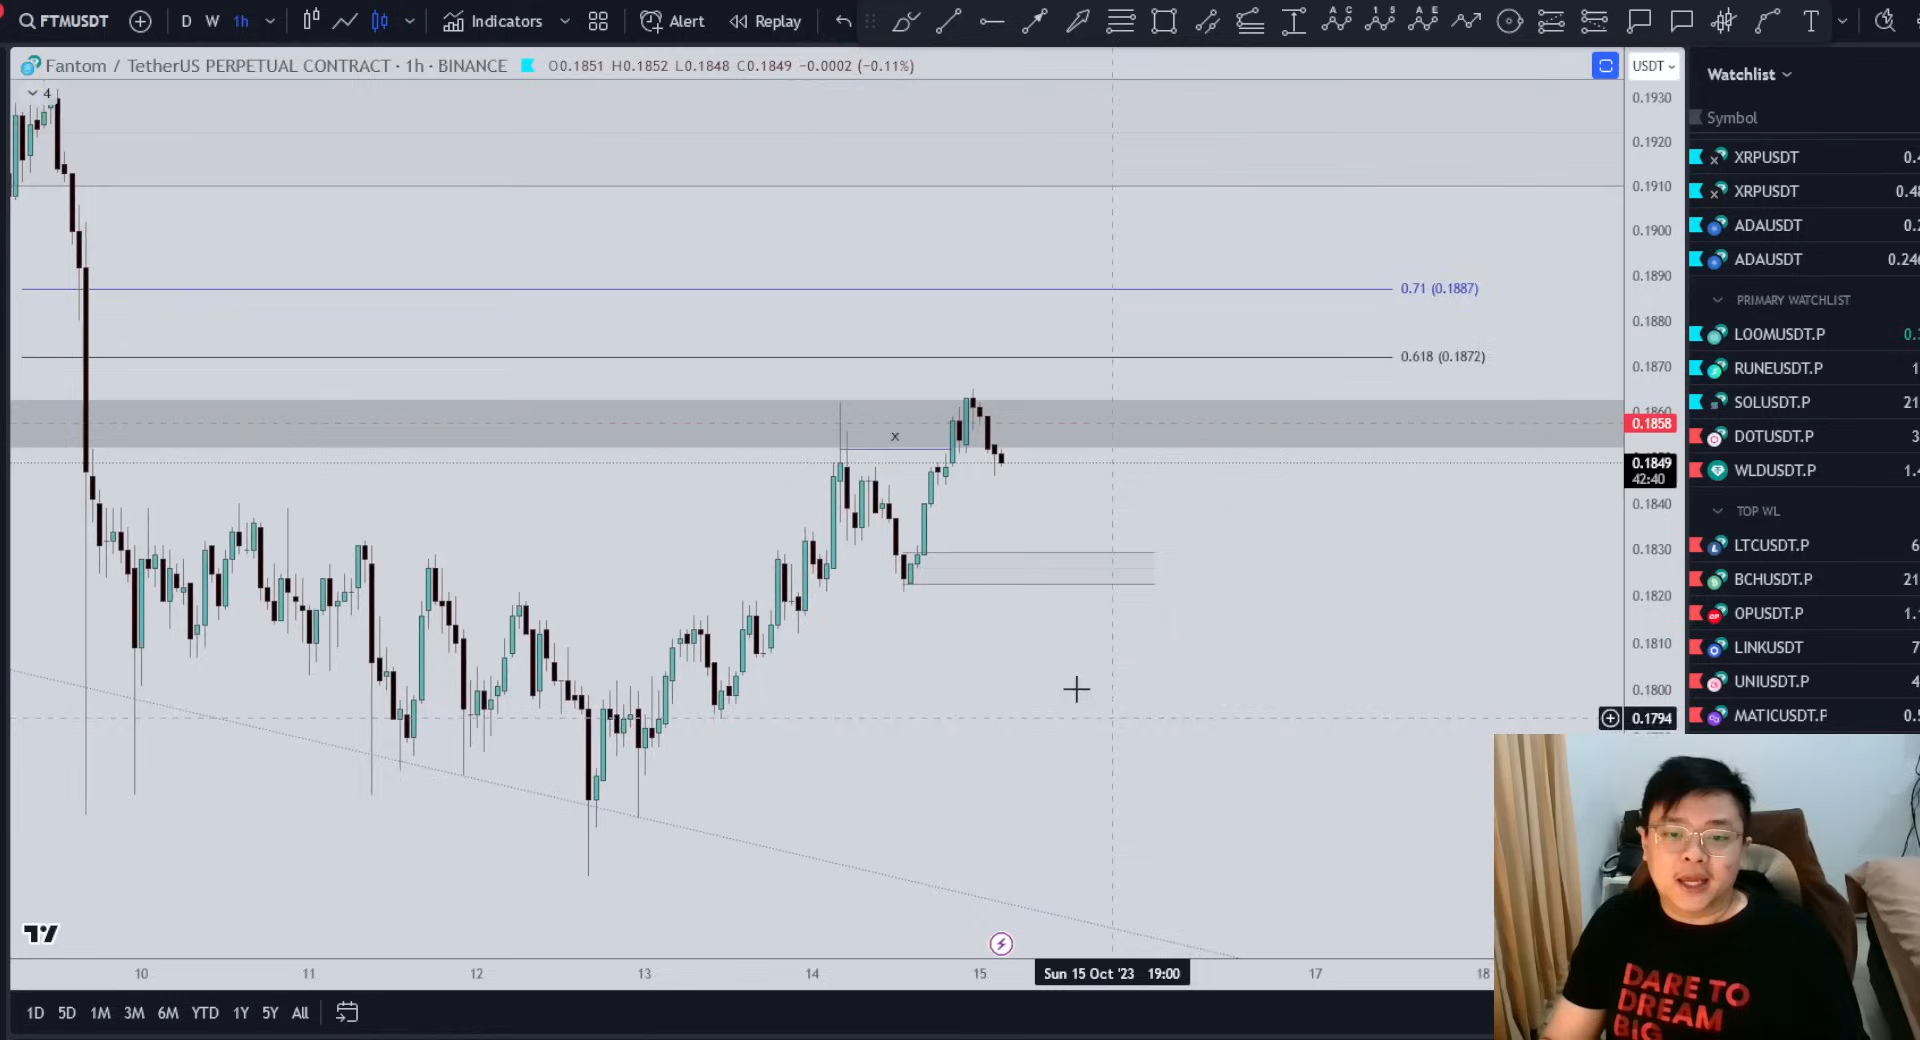 FTMUSDT
D W 1h
Indicators
Alert
Replay
A C
1 5
A E
T
Fantom / TetherUS PERPETUAL CONTRACT · 1h · BINANCE O0.1851 H0.1852 L0.1848 C0.1849 −0.0002 (−0.11%)
4
USDT
0.1930
0.1920
0.1910
0.1900
0.1890
0.1880
0.1870
0.1860
0.1858
0.1849
42:40
0.1840
0.1830
0.1820
0.1810
0.1800
0.1794
0.71 (0.1887)
0.618 (0.1872)
x
10 11 12 13 14 15 Sun 15 Oct '23 19:00 17 18
1D 5D 1M 3M 6M YTD 1Y 5Y All
Watchlist
Symbol
XRPUSDT
XRPUSDT
ADAUSDT
ADAUSDT
PRIMARY WATCHLIST
LOOMUSDT.P
RUNEUSDT.P
SOLUSDT.P
DOTUSDT.P
WLDUSDT.P
TOP WL
LTCUSDT.P
BCHUSDT.P
OPUSDT.P
LINKUSDT
UNIUSDT.P
MATICUSDT.P
DARE TO
DREAM
BIG